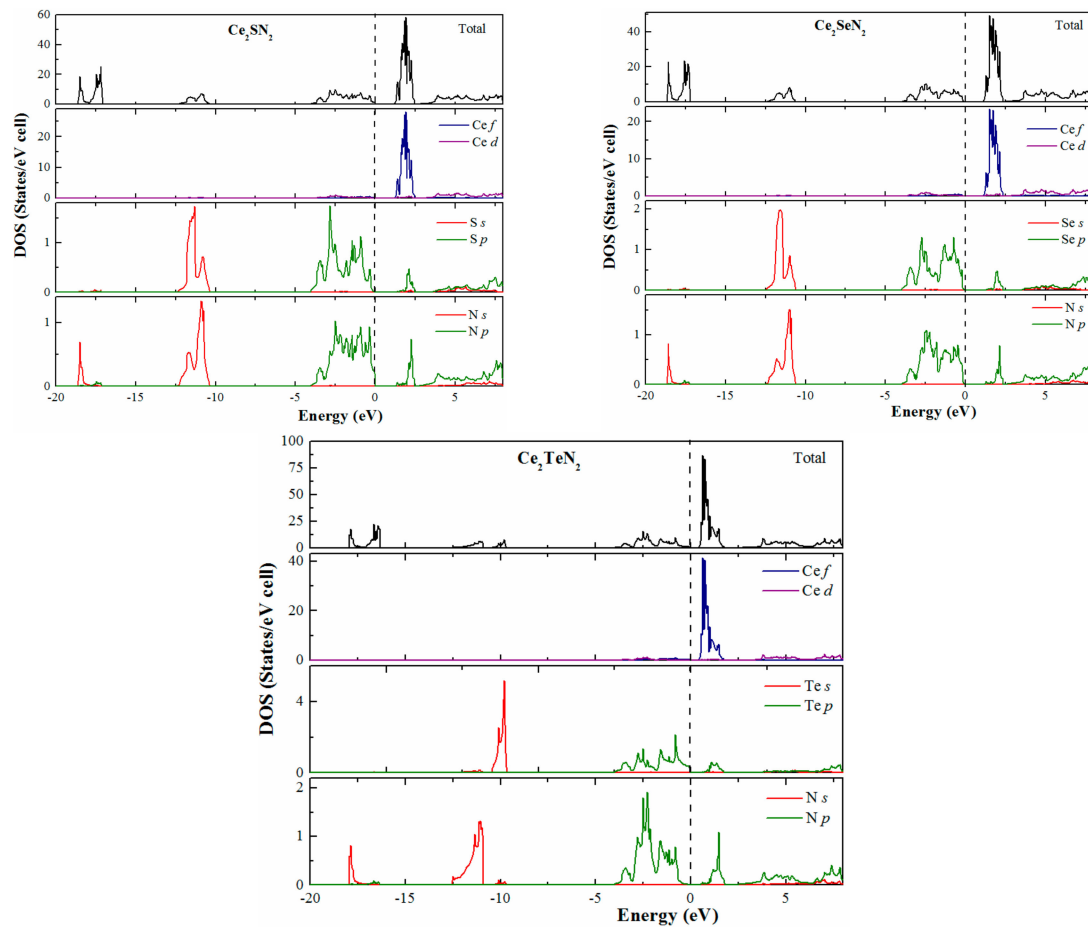 Ce₂SN₂
Total
60
40
20
0
Ce f
Ce d
20
10
0
S s
S p
1
0
N s
N p
1
0
-20 -15 -10 -5 0 5
Energy (eV)
DOS (States/eV cell)
Ce₂SeN₂
Total
40
20
0
Ce f
Ce d
20
10
0
Se s
Se p
2
1
0
N s
N p
2
1
0
-20 -15 -10 -5 0 5
Energy (eV)
DOS (States/eV cell)
Ce₂TeN₂
Total
100
75
50
25
0
Ce f
Ce d
40
20
0
Te s
Te p
4
0
N s
N p
2
1
0
-20 -15 -10 -5 0 5
Energy (eV)
DOS (States/eV cell)